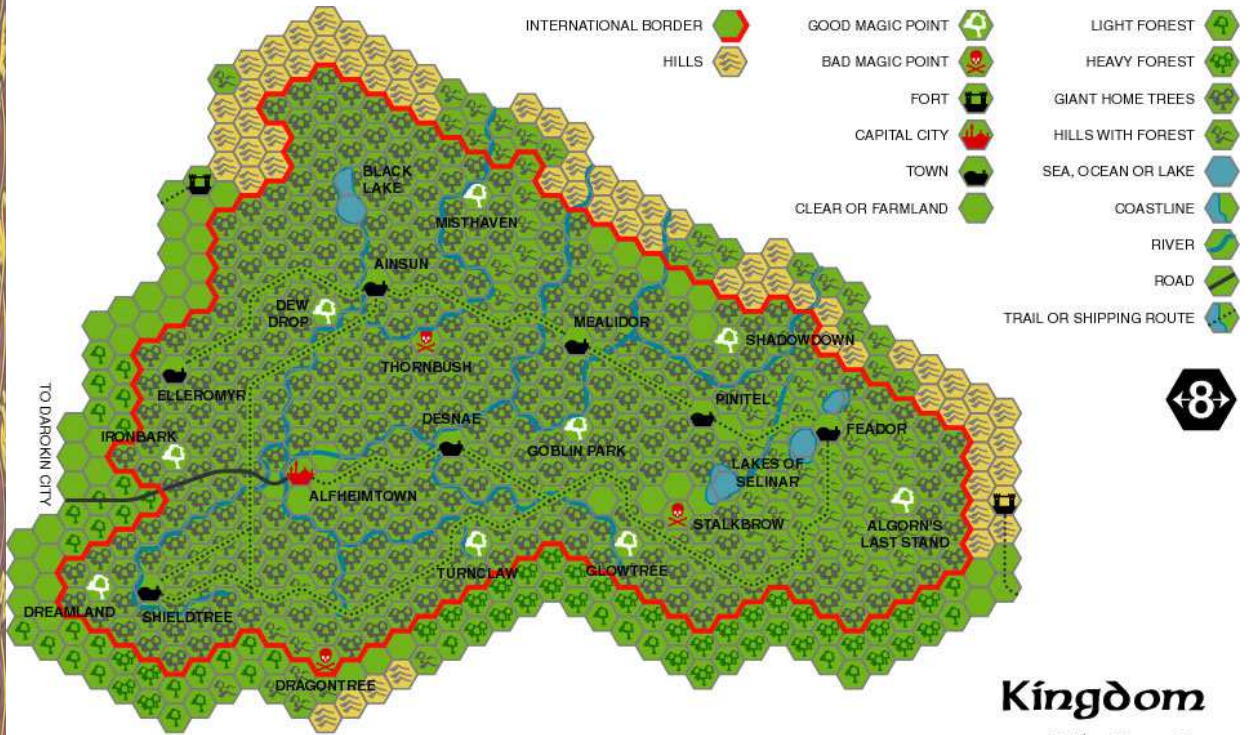 INTERNATIONAL BORDER
HILLS
GOOD MAGIC POINT
BAD MAGIC POINT
FORT
CAPITAL CITY
TOWN
CLEAR OR FARMLAND
LIGHT FOREST
HEAVY FOREST
GIANT HOME TREES
HILLS WITH FOREST
SEA, OCEAN OR LAKE
COASTLINE
RIVER
ROAD
TRAIL OR SHIPPING ROUTE
8
BLACK
LAKE
MISTHAVEN
AINSUN
DEW
DROP
MEALIDOR
SHADOWDOWN
THORNBUSH
ELLEROMYR
TO DAROKIN CITY
PINITEL
DESNAE
FEADOR
IRONBARK
GOBLIN PARK
LAKES OF
SELINAR
ALFHEIMTOWN
STALKBROW
ALGORN'S
LAST STAND
TURNCLAW
GLOWTREE
DREAMLAND
SHIELDTREE
DRAGONTREE
Kingdom